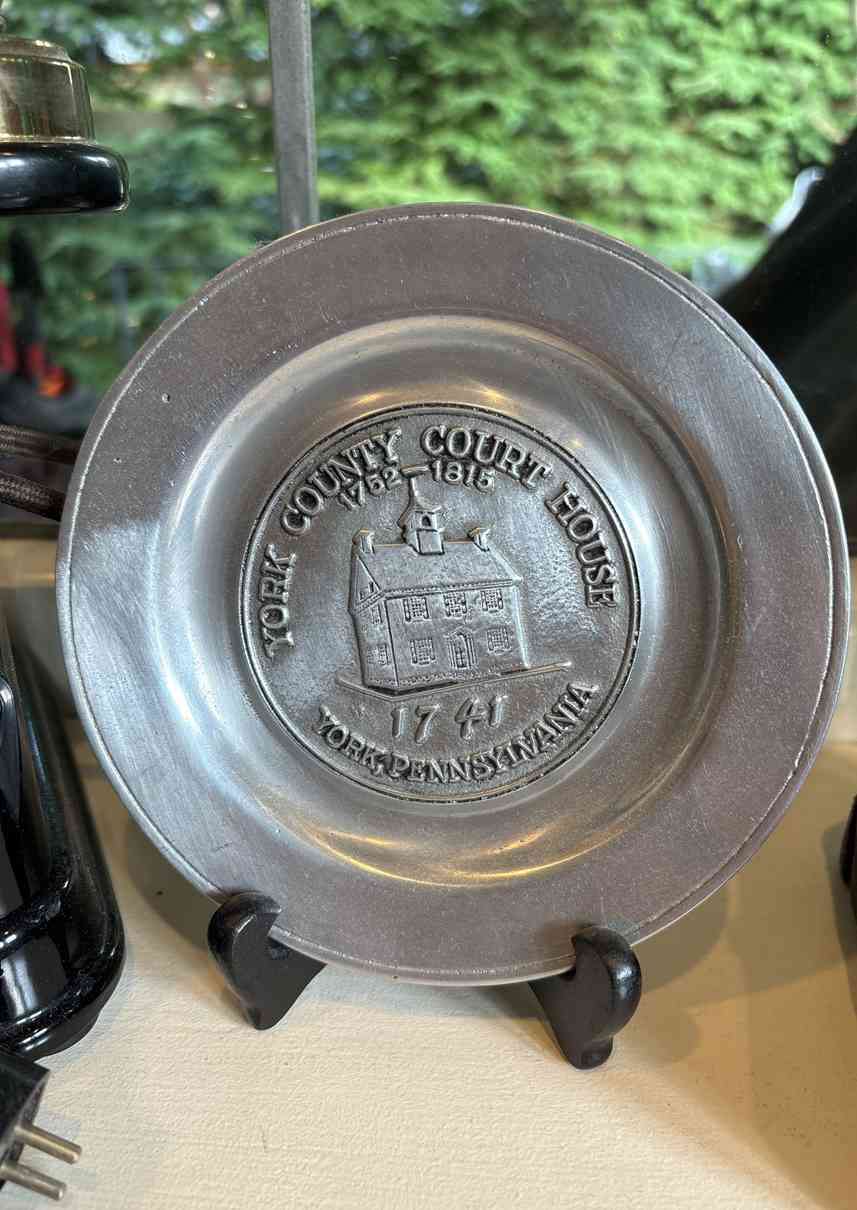 YORK COUNTY COURT HOUSE
1752-1815
1741
YORK, PENNSYLVANIA